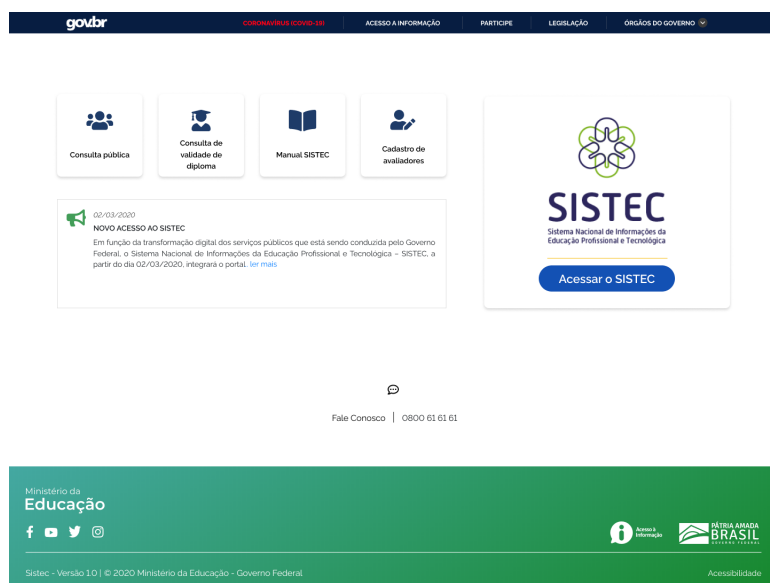 gov.br
CORONAVÍRUS (COVID-19)
ACESSO A INFORMAÇÃO
PARTICIPE
LEGISLAÇÃO
ÓRGÃOS DO GOVERNO
Consulta pública
Consulta de
validade de
diploma
Manual SISTEC
Cadastro de
avaliadores
02/03/2020
NOVO ACESSO AO SISTEC
Em função da transformação digital dos serviços públicos que está sendo conduzida pelo Governo
Federal, o Sistema Nacional de Informações da Educação Profissional e Tecnológica – SISTEC, a
partir do dia 02/03/2020, integrará o portal... ler mais
SISTEC
Sistema Nacional de Informações da
Educação Profissional e Tecnológica
Acessar o SISTEC
Fale Conosco
0800 61 61 61
Ministério da
Educação
Acesso à
Informação
PÁTRIA AMADA
BRASIL
GOVERNO FEDERAL
Sistec - Versão 1.0 | © 2020 Ministério da Educação - Governo Federal
Acessibilidade